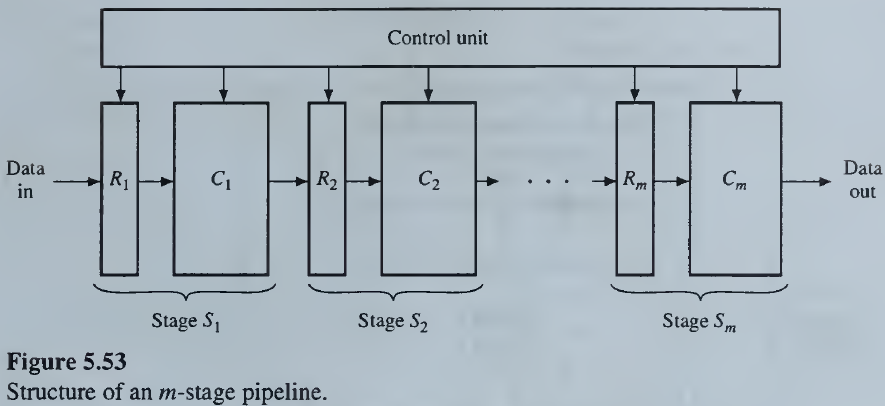 Control unit
Data in
R1
C1
R2
C2
. . .
Rm
Cm
Data out
Stage S1
Stage S2
Stage Sm
Figure 5.53
Structure of an m-stage pipeline.